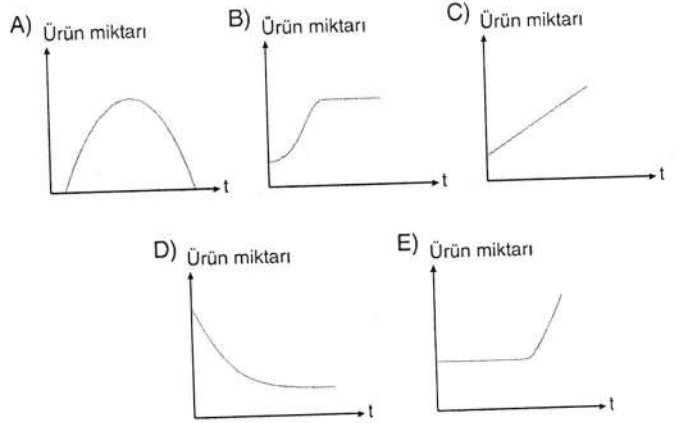 A) Ürün miktarı
t
B) Ürün miktarı
t
C) Ürün miktarı
t
D) Ürün miktarı
t
E) Ürün miktarı
t